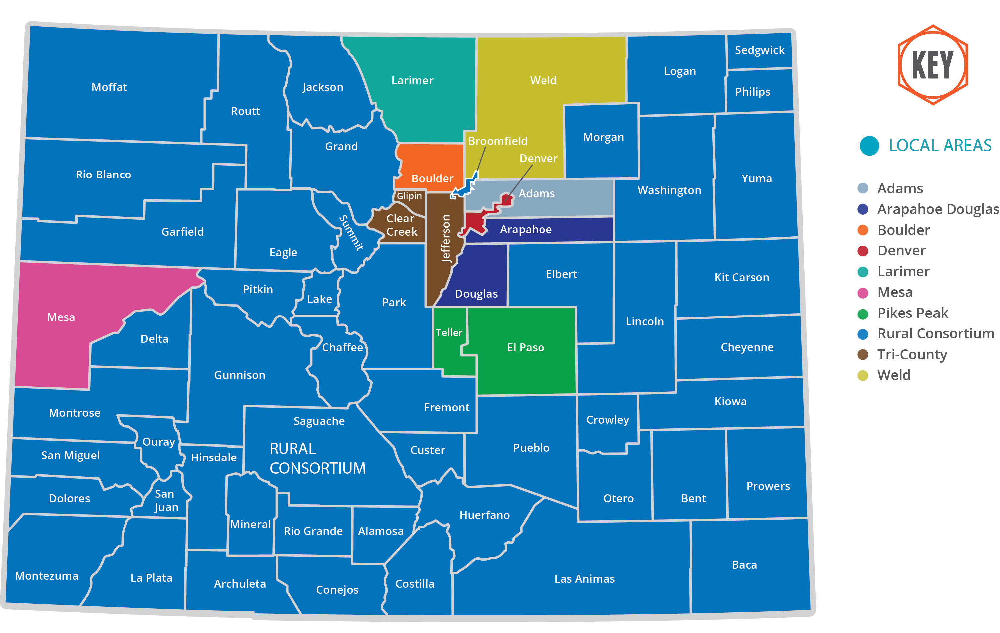 KEY
LOCAL AREAS
Adams
Arapahoe Douglas
Boulder
Denver
Larimer
Mesa
Pikes Peak
Rural Consortium
Tri-County
Weld
Moffat
Routt
Jackson
Larimer
Weld
Logan
Sedgwick
Philips
Rio Blanco
Grand
Broomfield
Denver
Morgan
Washington
Yuma
Boulder
Glipin
Adams
Garfield
Eagle
Summit
Clear
Creek
Jefferson
Arapahoe
Mesa
Pitkin
Lake
Park
Douglas
Elbert
Lincoln
Kit Carson
Delta
Gunnison
Chaffee
Teller
El Paso
Cheyenne
Montrose
Ouray
Saguache
Fremont
Crowley
Kiowa
San Miguel
Hinsdale
RURAL
CONSORTIUM
Custer
Pueblo
Dolores
San
Juan
Mineral
Rio Grande
Alamosa
Huerfano
Otero
Bent
Prowers
Montezuma
La Plata
Archuleta
Conejos
Costilla
Las Animas
Baca